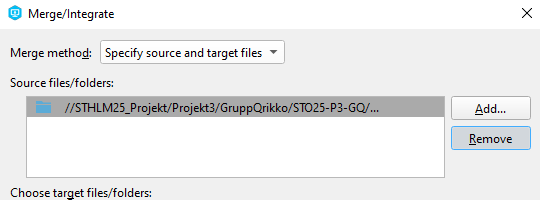 Merge/Integrate
Merge method: Specify source and target files
Source files/folders:
//STHLM25_Projekt/Projekt3/GruppQrikko/STO25-P3-GQ/...
Add...
Remove
Choose target files/folders: